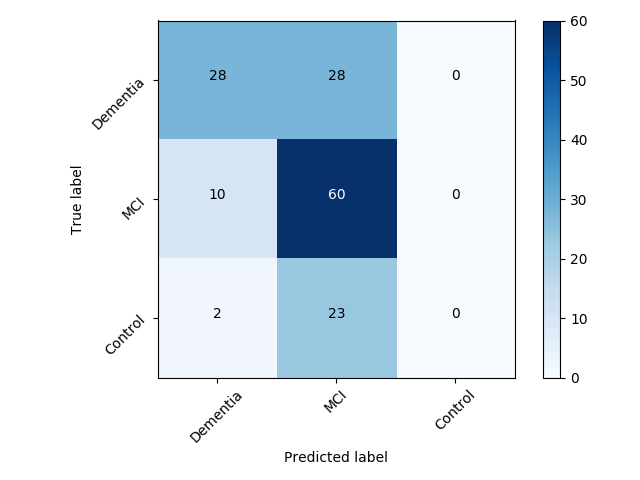 True label
Dementia
28 28 0
MCI
10 60 0
Control
2 23 0
Dementia MCI Control
Predicted label
60
50
40
30
20
10
0